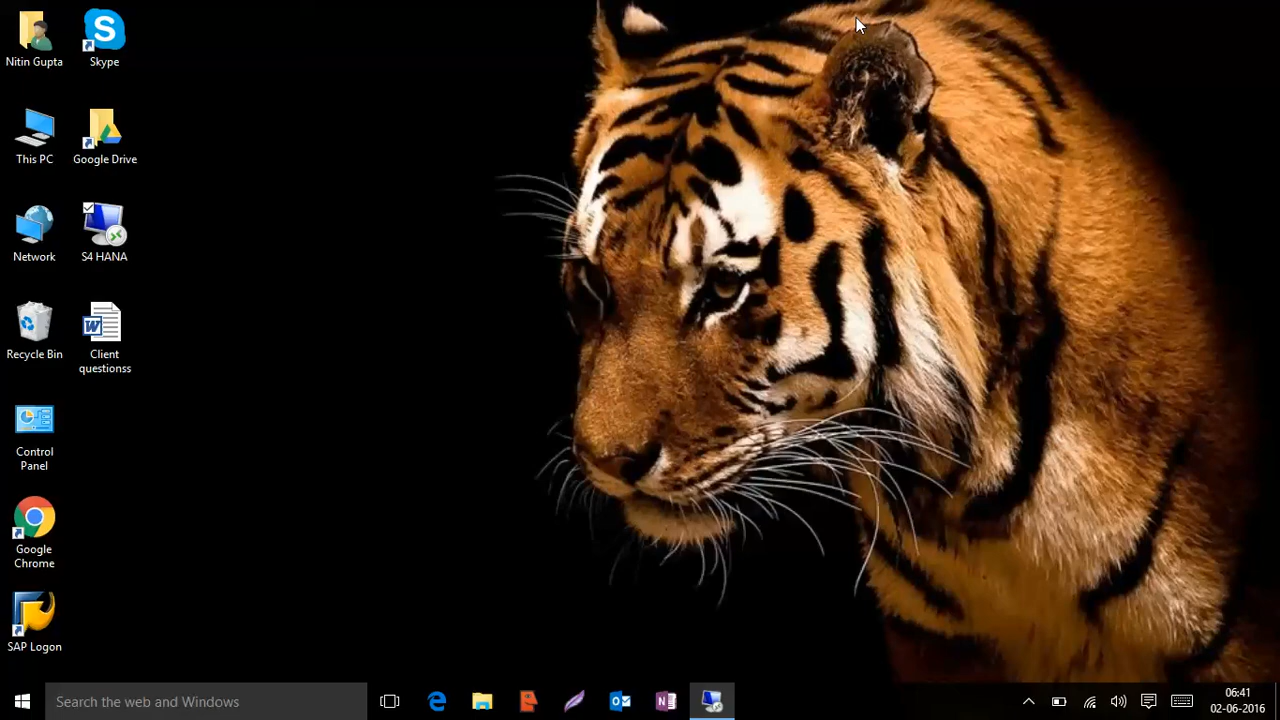 Nitin Gupta
Skype
This PC
Google Drive
Network
S4 HANA
Recycle Bin
Client
questionss
Control
Panel
Google
Chrome
SAP Logon
Search the web and Windows
06:41
02-06-2016